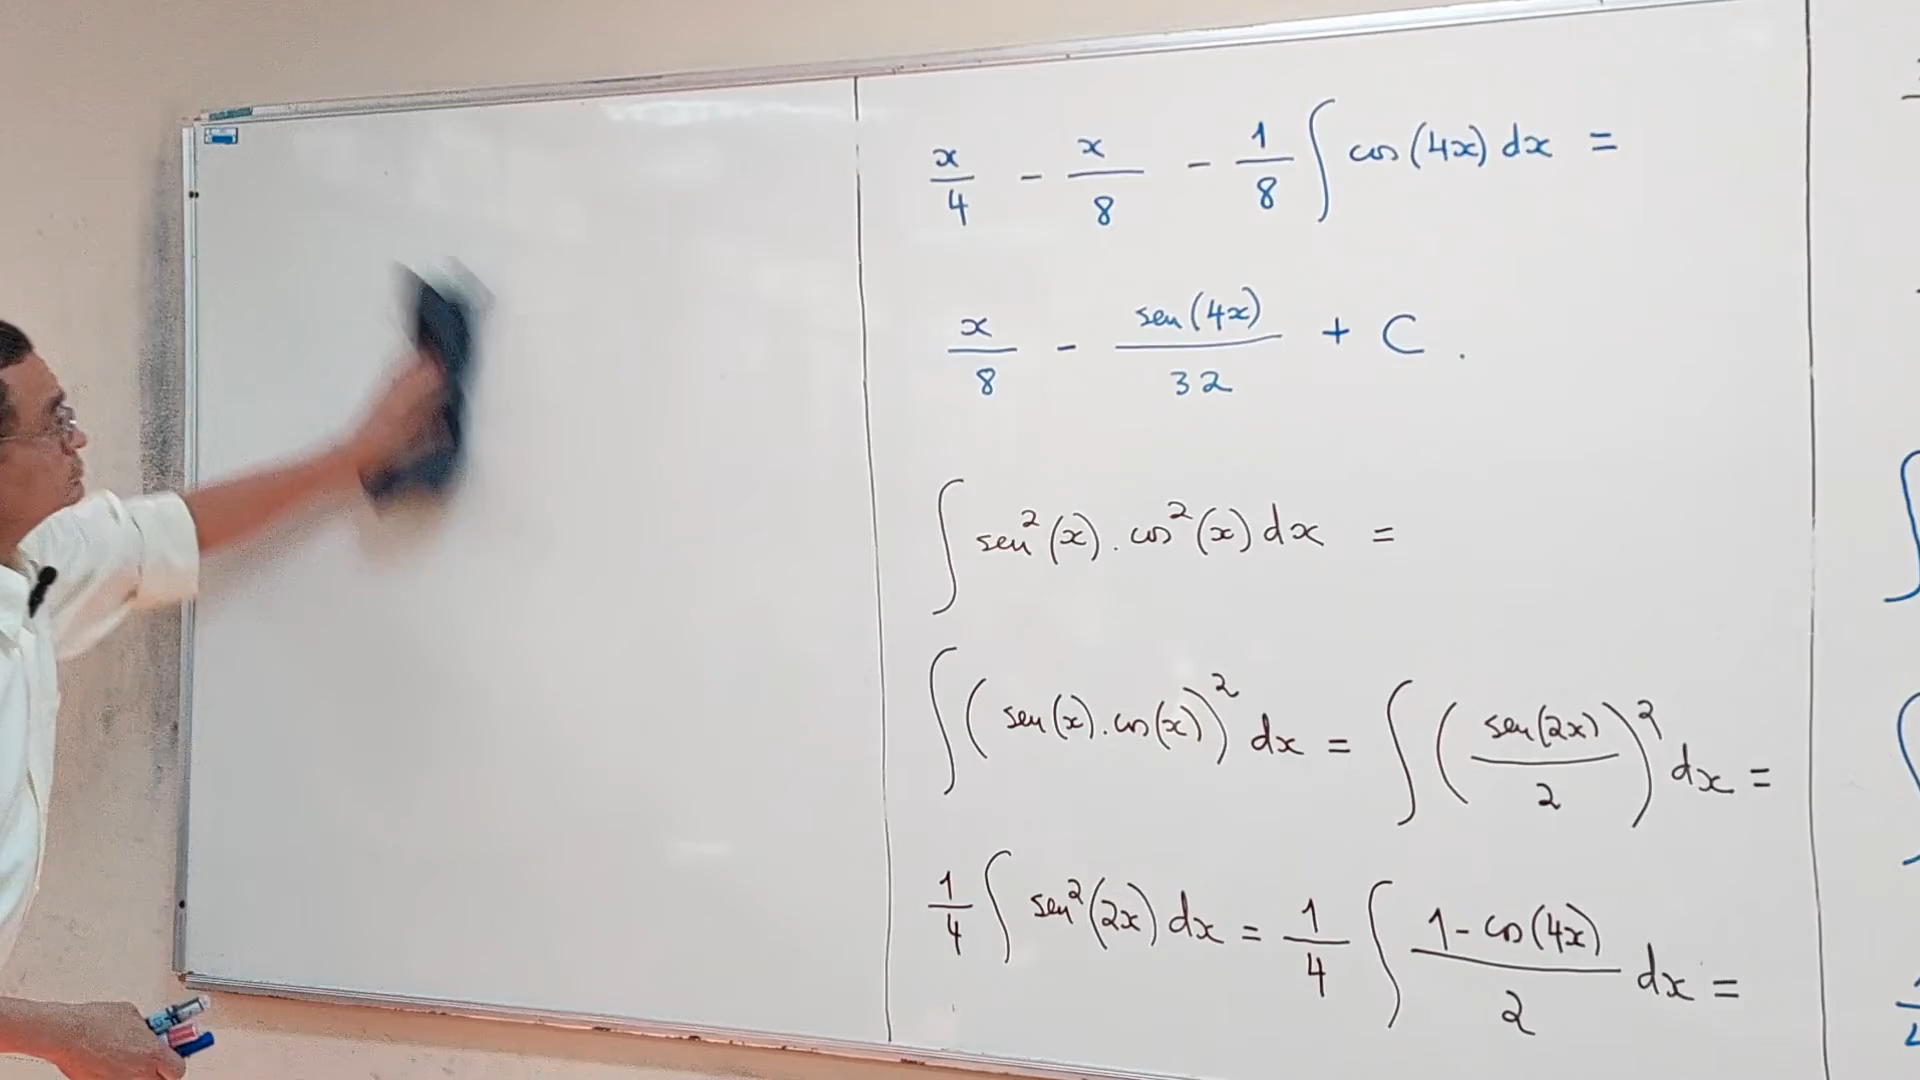 x/4 - x/8 - 1/8 ∫ cos(4x) dx =
x/8 - sen(4x)/32 + C .
∫ sen²(x) . cos²(x) dx =
∫ ( sen(x) . cos(x) )² dx = ∫ ( sen(2x)/2 )² dx =
1/4 ∫ sen²(2x) dx = 1/4 ∫ (1 - cos(4x))/2 dx =